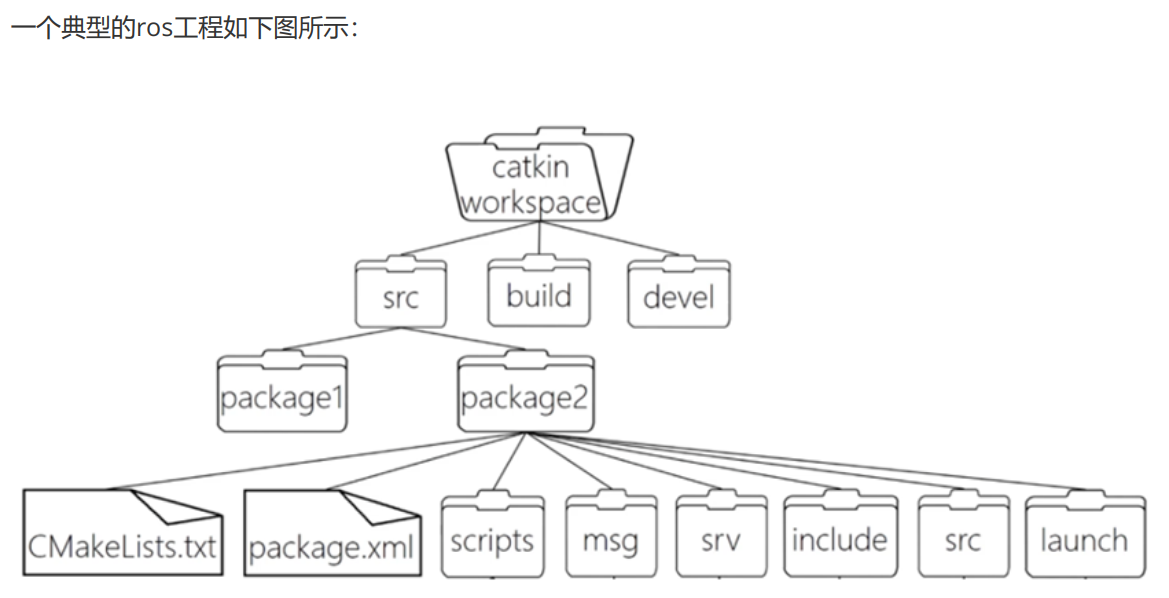 一个典型的ros工程如下图所示：
catkin
workspace
src
build
devel
package1
package2
CMakeLists.txt
package.xml
scripts
msg
srv
include
src
launch